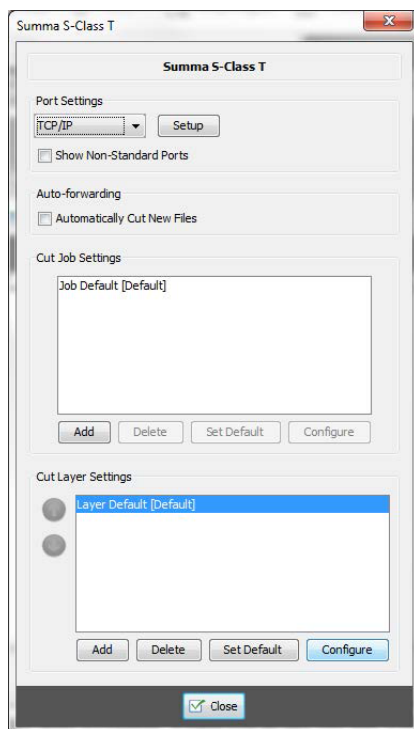 Summa S-Class T
Summa S-Class T
Port Settings
TCP/IP Setup
Show Non-Standard Ports
Auto-forwarding
Automatically Cut New Files
Cut Job Settings
Job Default [Default]
Add Delete Set Default Configure
Cut Layer Settings
Layer Default [Default]
Add Delete Set Default Configure
Close